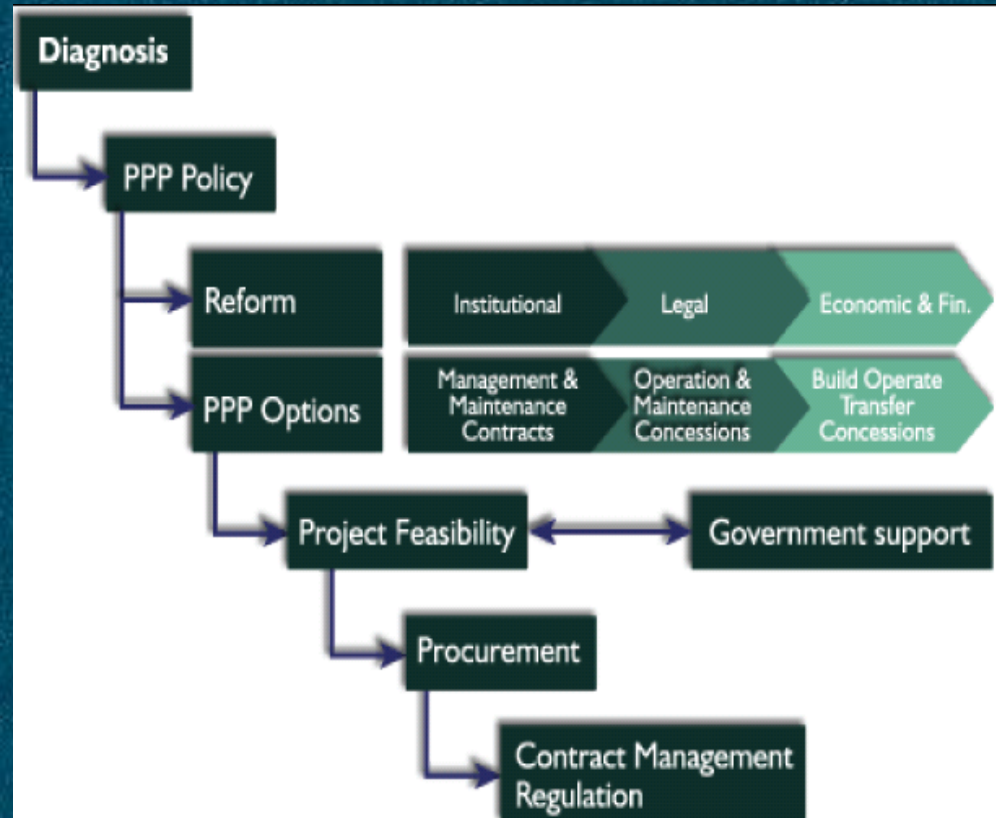 Diagnosis
PPP Policy
Reform
Institutional
Legal
Economic & Fin.
PPP Options
Management &
Maintenance
Contracts
Operation &
Maintenance
Concessions
Build Operate
Transfer
Concessions
Project Feasibility
Government support
Procurement
Contract Management
Regulation